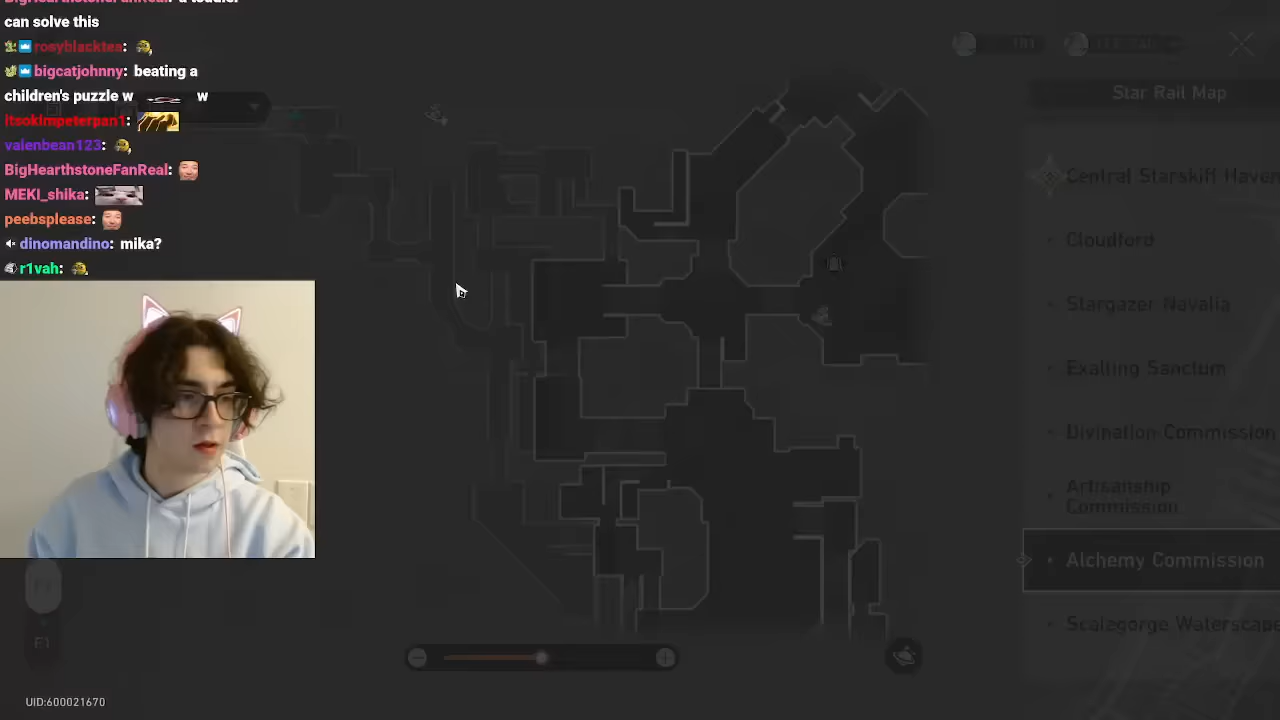 can solve this
rosyblacktea:
bigcatjohnny: beating a
children's puzzle w w
ItsokImpeterpan1:
valenbean123:
BigHearthstoneFanReal:
MEKI_shika:
peebsplease:
dinomandino: mika?
r1vah:
Star Rail Map
Central Starskiff Haven
Cloudford
Stargazer Navalia
Exalting Sanctum
Divination Commission
Artisanship
Commission
Alchemy Commission
Scalegorge Waterscape
UID:600021670